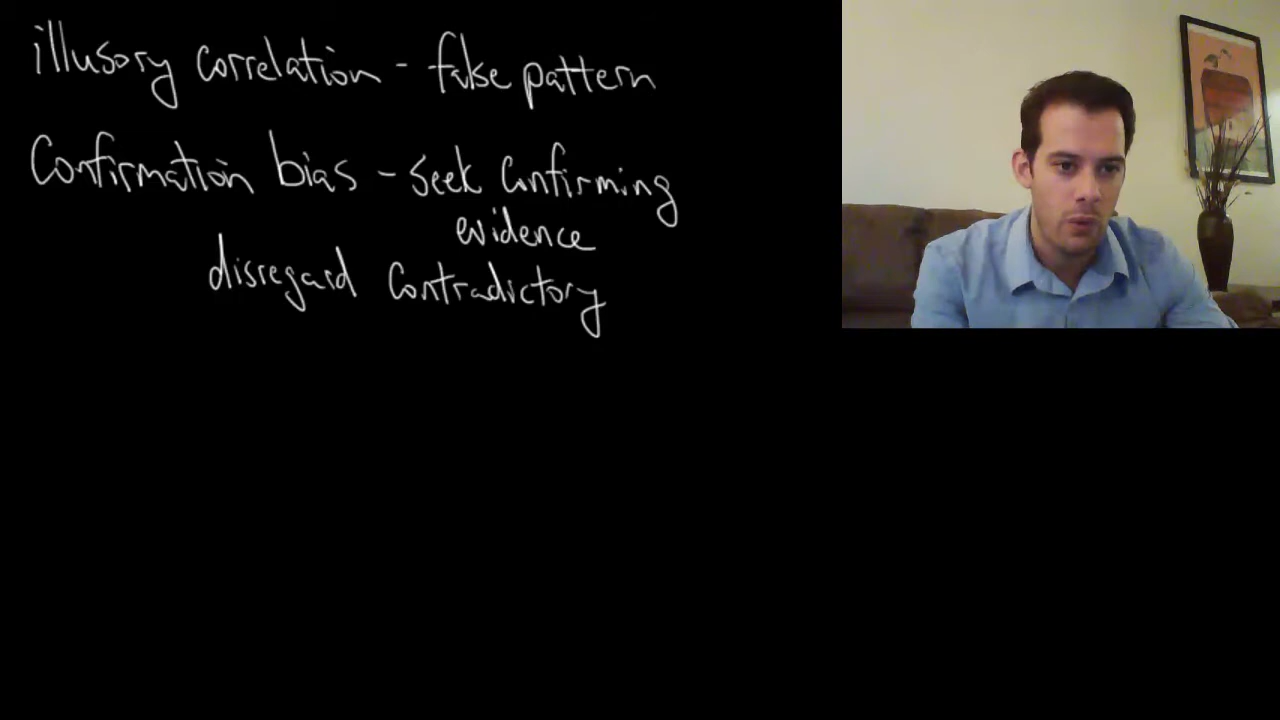 illusory correlation - false pattern
Confirmation bias - seek confirming
evidence
disregard contradictory